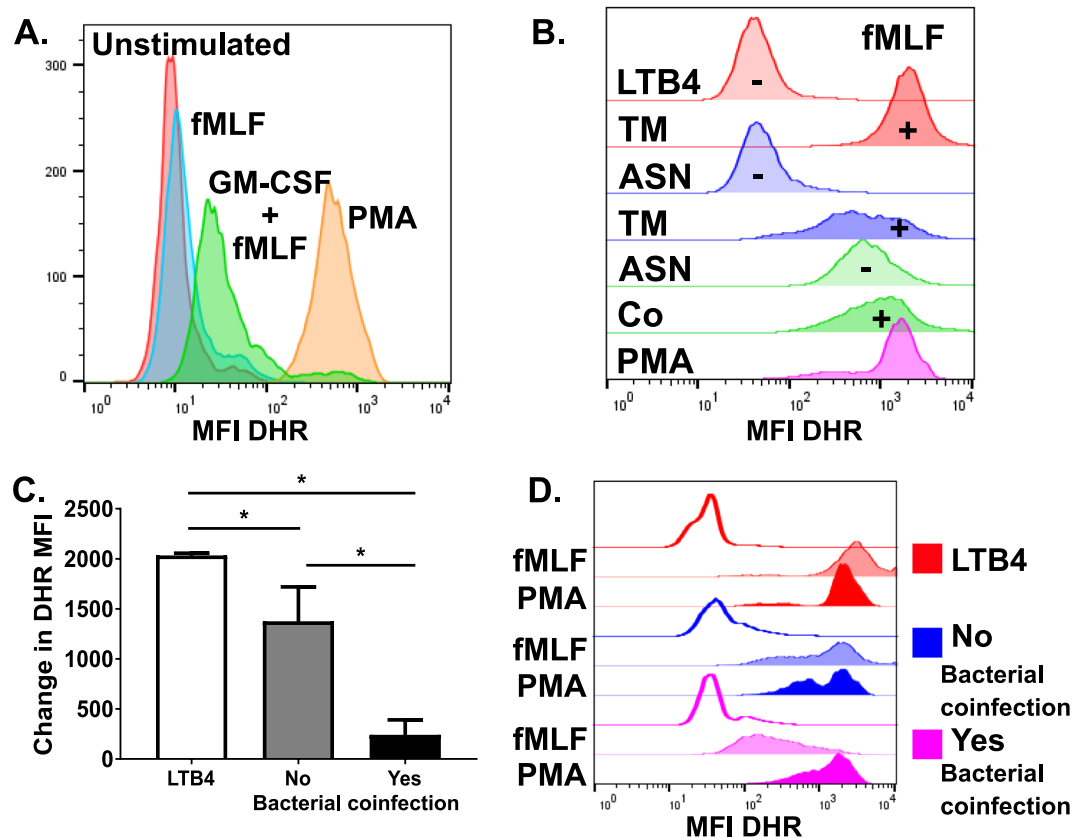 A.
Unstimulated
fMLF
GM-CSF
+
fMLF
PMA
300
200
100
0
10^0 10^1 10^2 10^3 10^4
MFI DHR
B.
fMLF
LTB4
-
TM
+
ASN
-
TM
+
ASN
-
Co
+
PMA
10^0 10^1 10^2 10^3 10^4
MFI DHR
C.
Change in DHR MFI
2500
2000
1500
1000
500
0
*
*
*
LTB4 No Yes
Bacterial coinfection
D.
fMLF
PMA
fMLF
PMA
fMLF
PMA
10^0 10^1 10^2 10^3 10^4
MFI DHR
LTB4
No
Bacterial
coinfection
Yes
Bacterial
coinfection